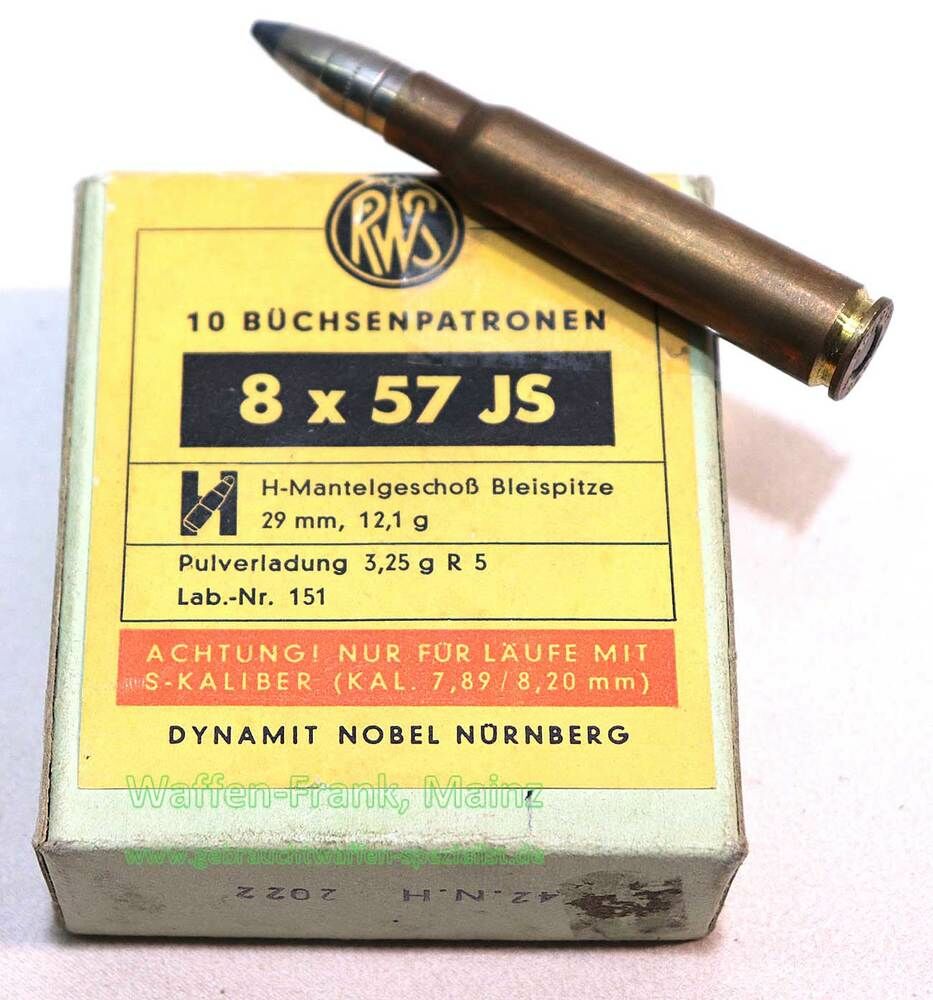 RWS
10 BÜCHSENPATRONEN
8 x 57 JS
H
H-Mantelgeschoß Bleispitze
29 mm, 12,1 g
Pulverladung 3,25 g R 5
Lab.-Nr. 151
ACHTUNG! NUR FÜR LÄUFE MIT
S-KALIBER (KAL. 7,89 / 8,20 mm)
DYNAMIT NOBEL NÜRNBERG
Waffen-Frank, Mainz
www.gebrauchtwaffen-spezialist.de
42.N.H 2022